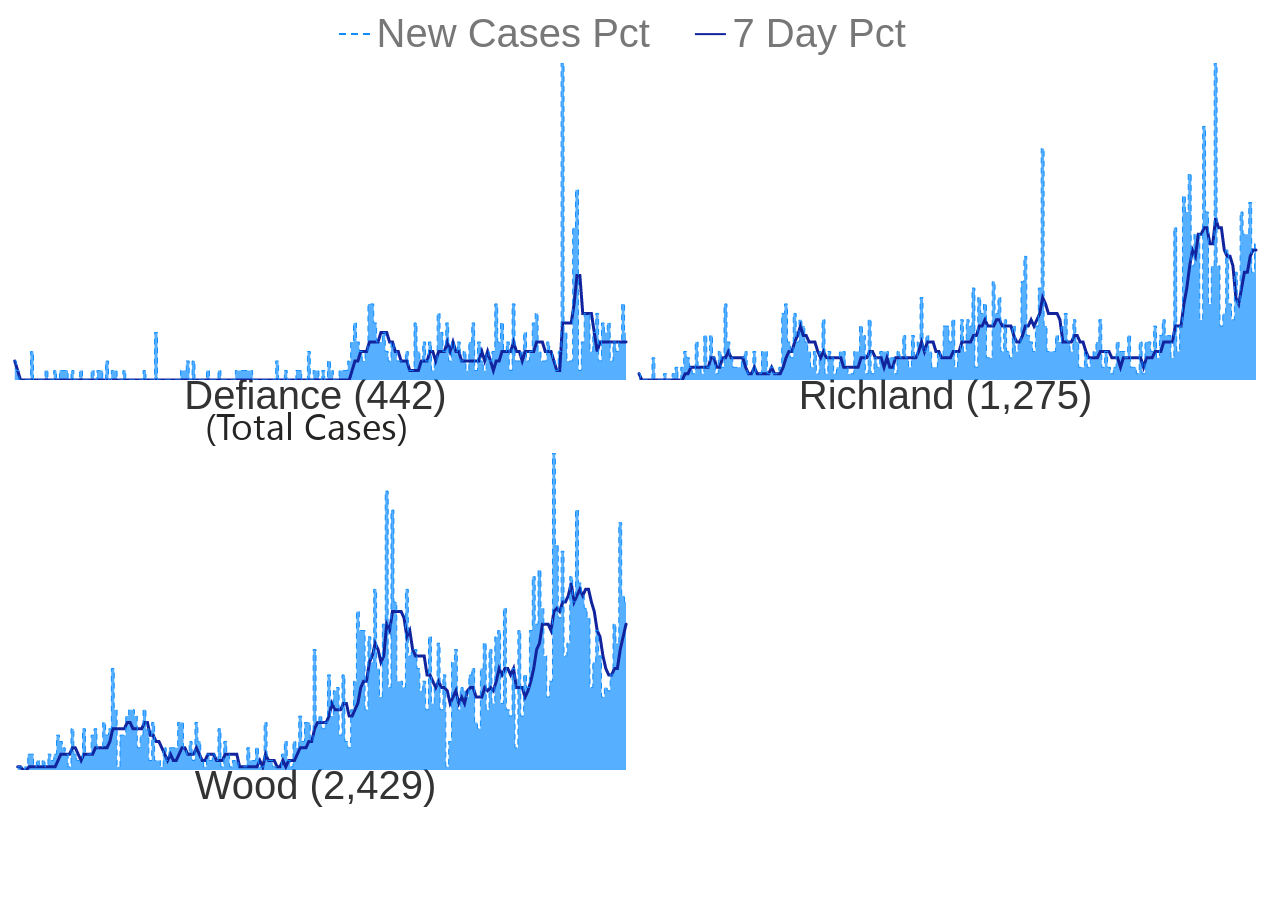 New Cases Pct 7 Day Pct
Defiance (442)
(Total Cases)
Richland (1,275)
Wood (2,429)